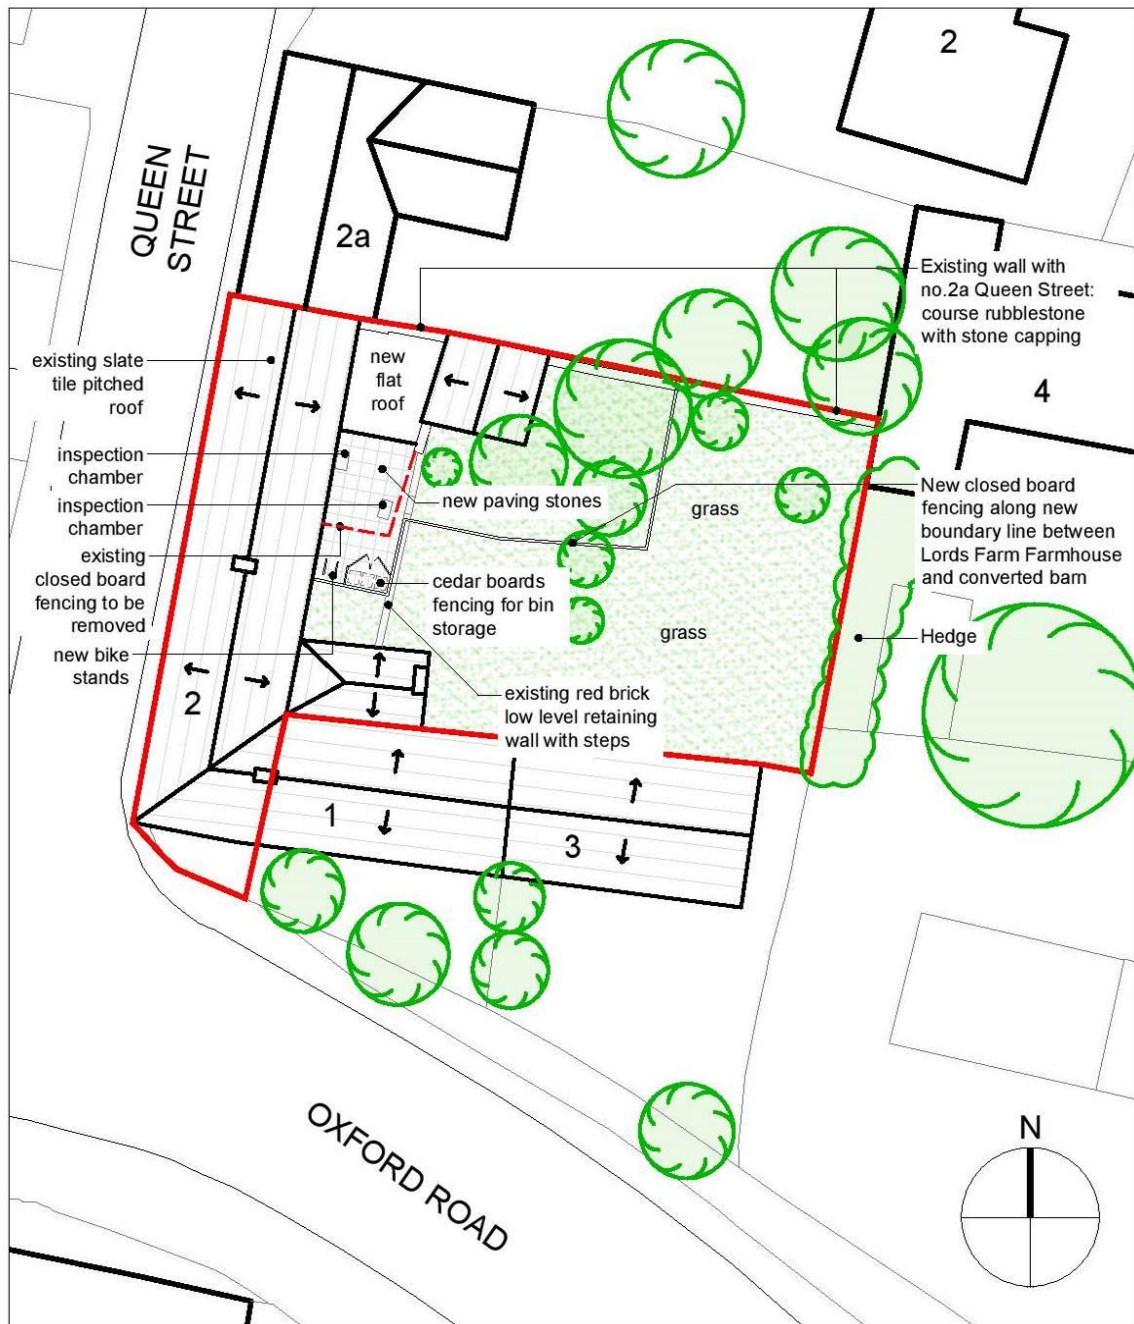 2
QUEEN
STREET
2a
Existing wall with
no.2a Queen Street:
course rubblestone
with stone capping
existing slate
tile pitched
roof
new
flat
roof
4
inspection
chamber
inspection
chamber
new paving stones
grass
New closed board
fencing along new
boundary line between
Lords Farm Farmhouse
and converted barn
existing
closed board
fencing to be
removed
cedar boards
fencing for bin
storage
grass
Hedge
new bike
stands
2
existing red brick
low level retaining
wall with steps
1
3
OXFORD ROAD
N